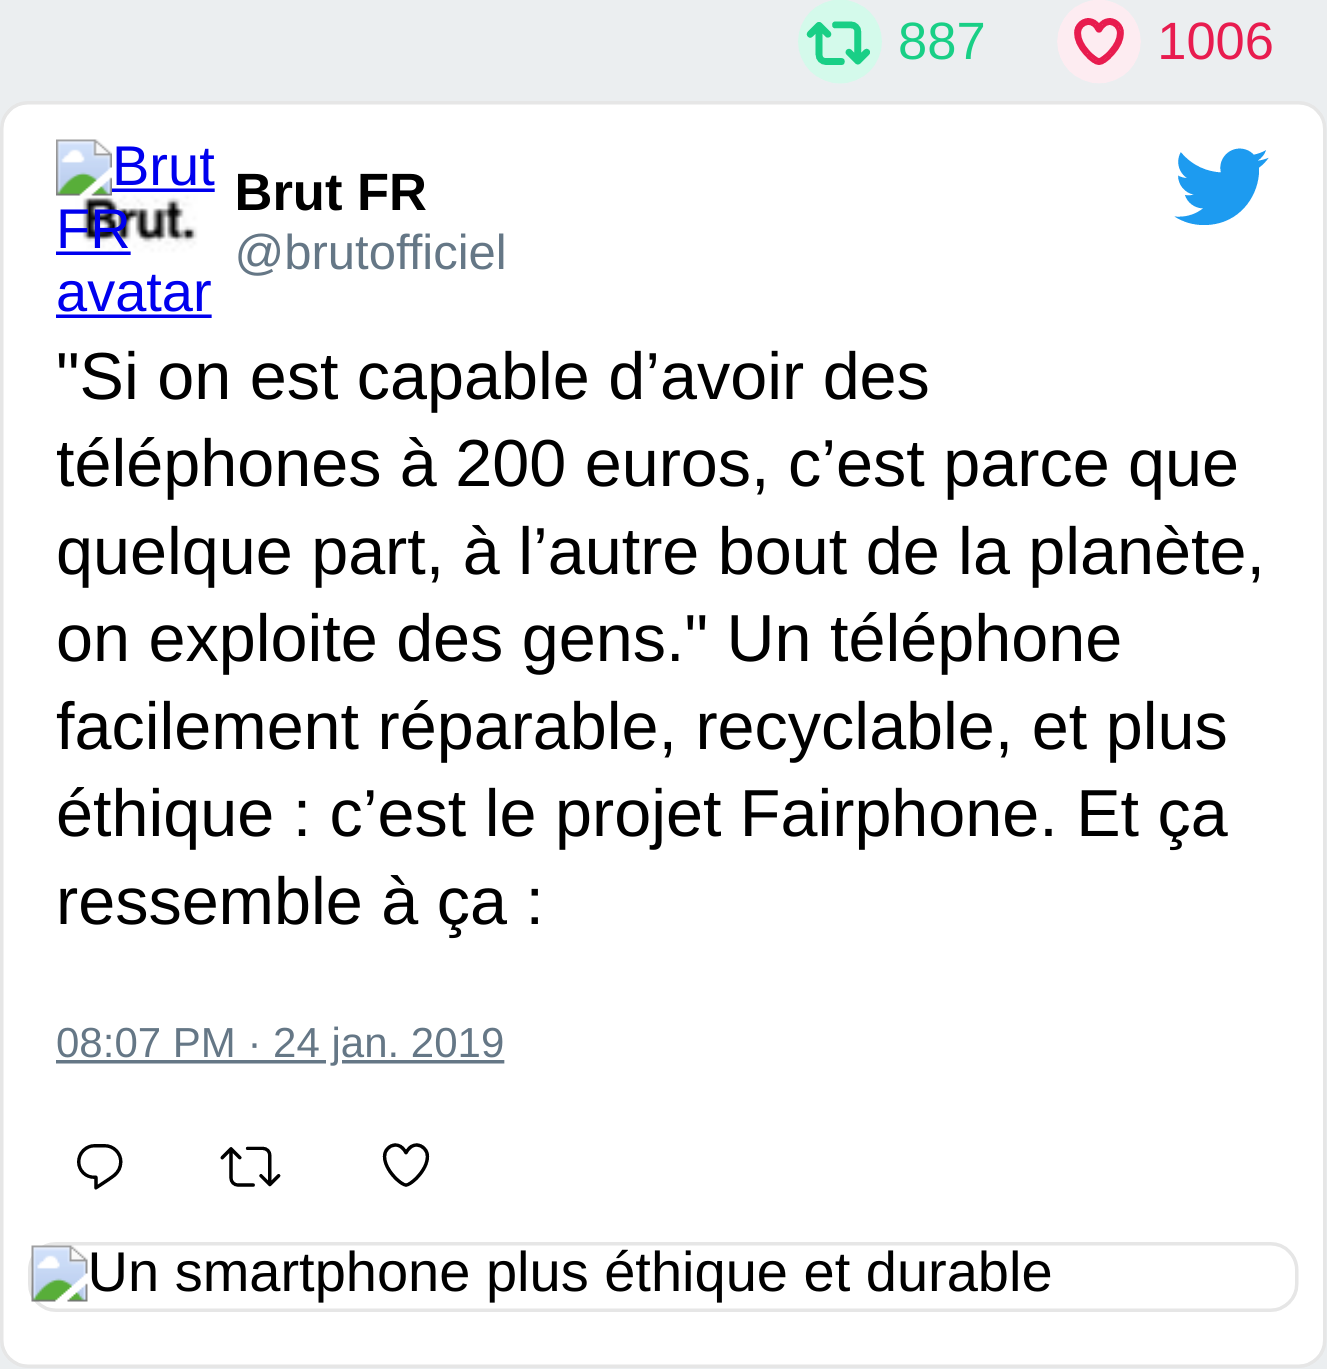 887 1006
Brut FR avatar
Brut.
Brut FR
@brutofficiel
"Si on est capable d’avoir des
téléphones à 200 euros, c’est parce que
quelque part, à l’autre bout de la planète,
on exploite des gens." Un téléphone
facilement réparable, recyclable, et plus
éthique : c’est le projet Fairphone. Et ça
ressemble à ça :
08:07 PM · 24 jan. 2019
Un smartphone plus éthique et durable